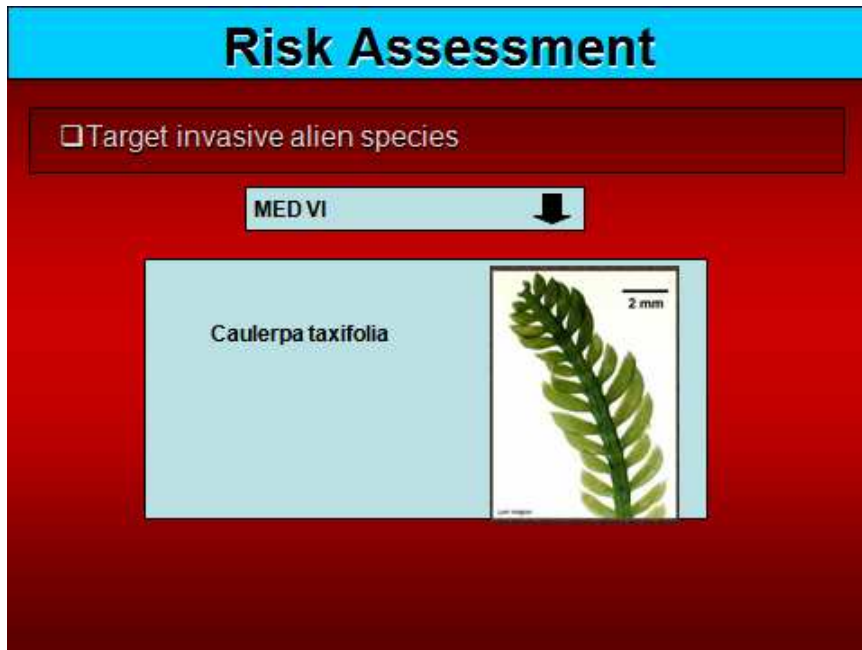 Risk Assessment
❑Target invasive alien species
MED VI
2 mm
Caulerpa taxifolia